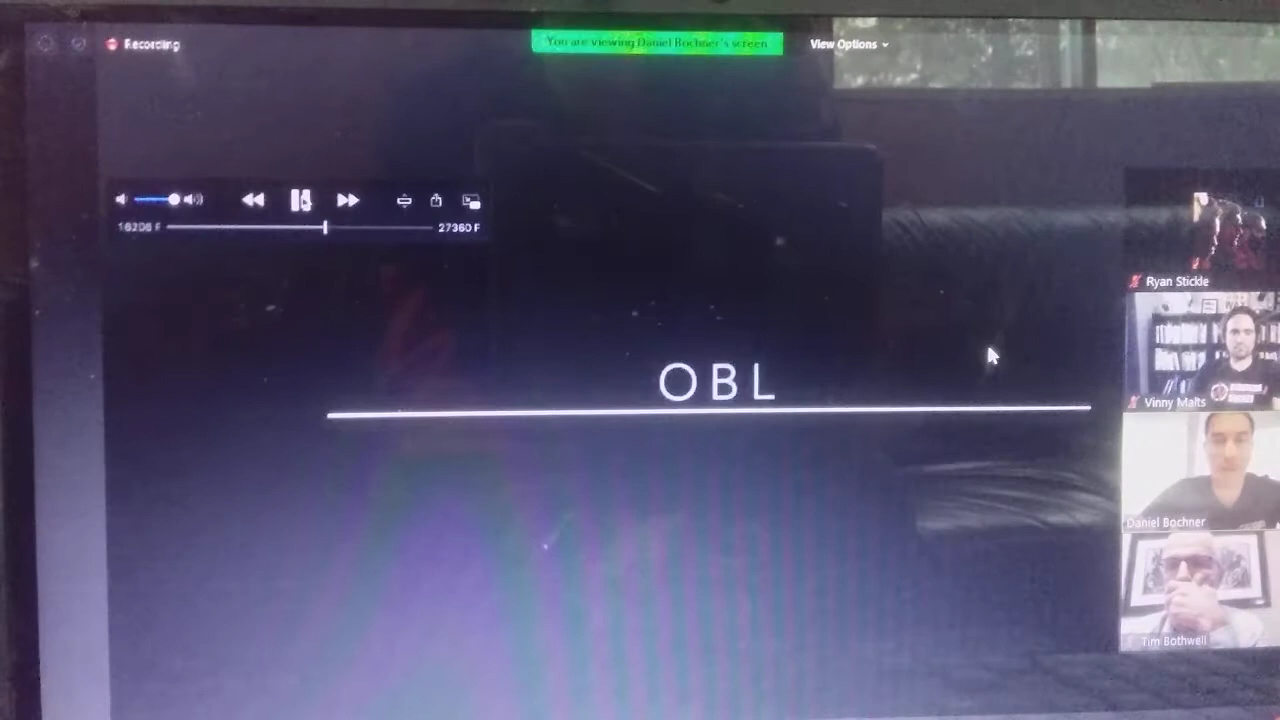 Recording
You are viewing Daniel Bochner's screen
View Options
16206 F
27360 F
OBL
Ryan Stickle
Vinny Malts
Daniel Bochner
Tim Bothwell